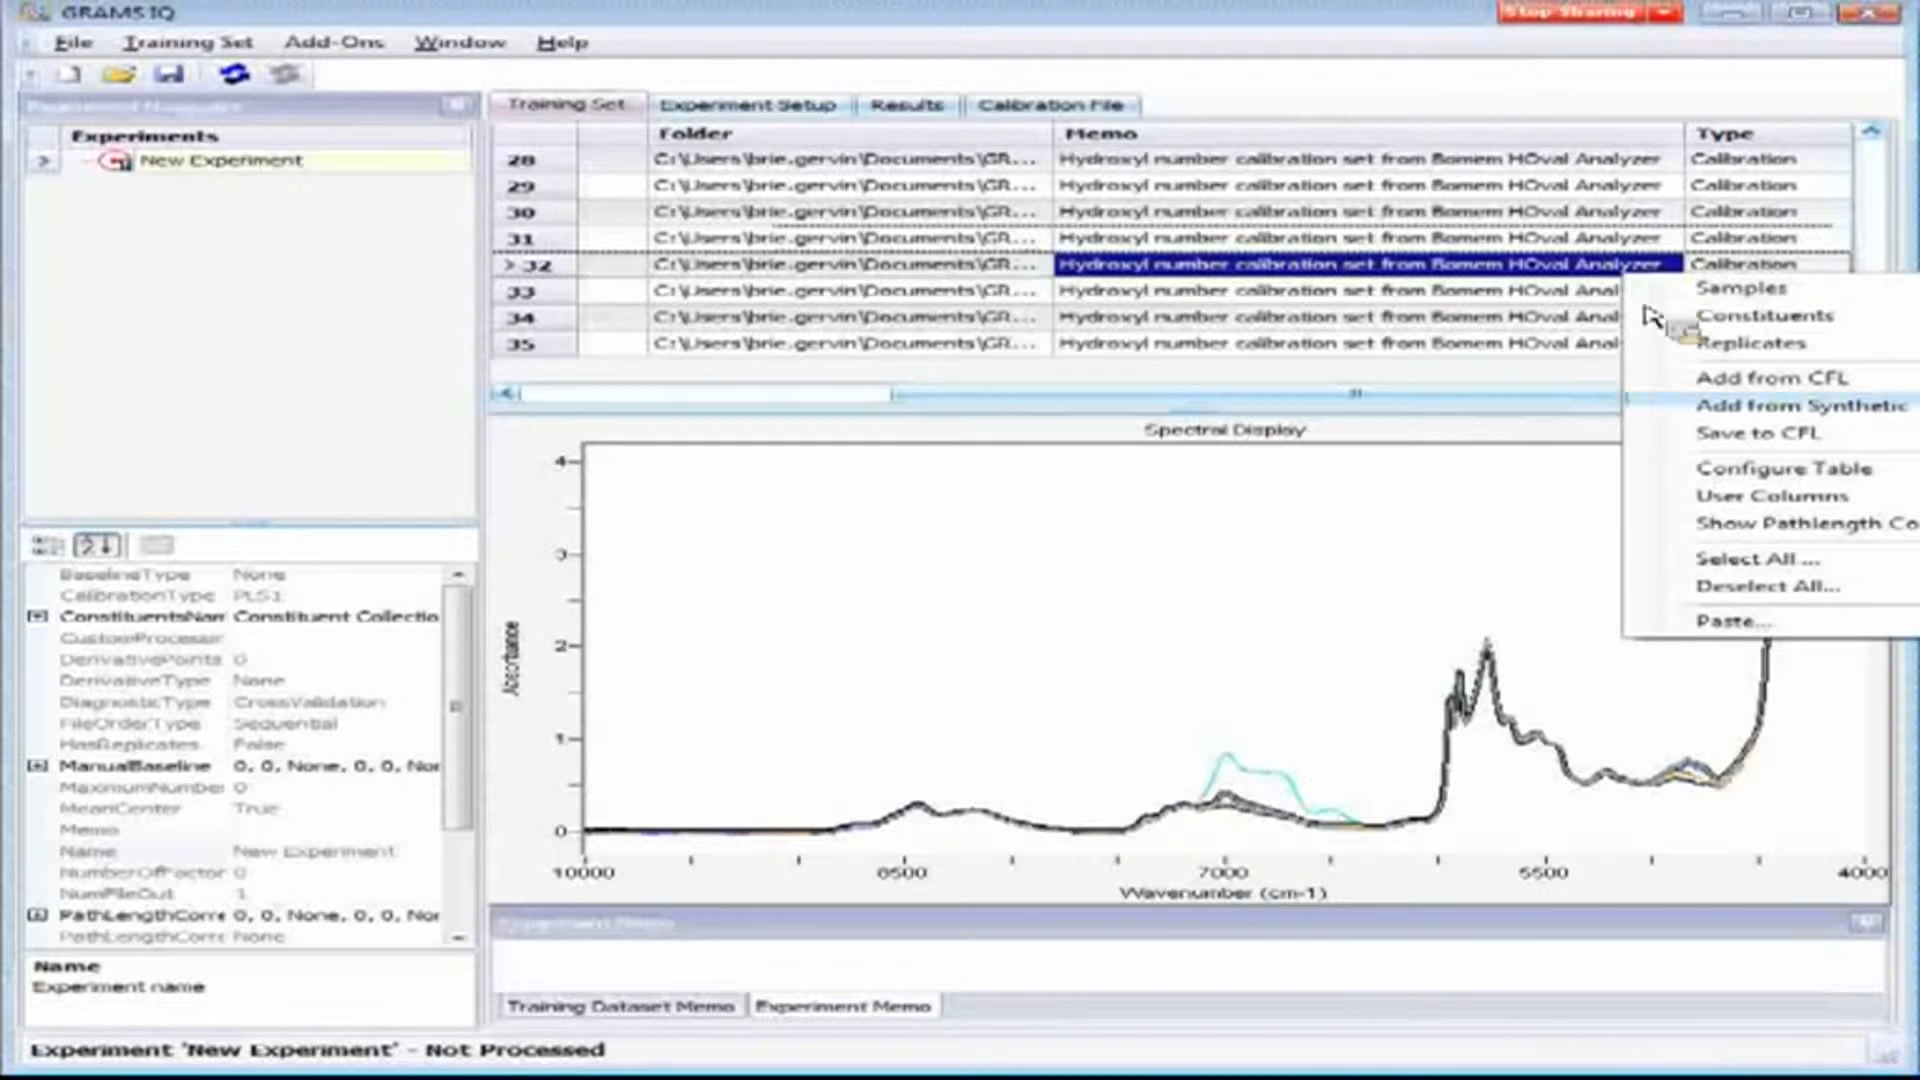 GRAMS IQ
Stop Sharing
File Training Set Add-Ons Window Help
Training Set Experiment Setup Results Calibration File
Experiments
New Experiment
Folder Memo Type
28 C:\Users\brie.gervin\Documents\GR... Hydroxyl number calibration set from Bomem HOval Analyzer Calibration
29 C:\Users\brie.gervin\Documents\GR... Hydroxyl number calibration set from Bomem HOval Analyzer Calibration
30 C:\Users\brie.gervin\Documents\GR... Hydroxyl number calibration set from Bomem HOval Analyzer Calibration
31 C:\Users\brie.gervin\Documents\GR... Hydroxyl number calibration set from Bomem HOval Analyzer Calibration
> 32 C:\Users\brie.gervin\Documents\GR... Hydroxyl number calibration set from Bomem HOval Analyzer Calibration
33 C:\Users\brie.gervin\Documents\GR... Hydroxyl number calibration set from Bomem HOval Anal
34 C:\Users\brie.gervin\Documents\GR... Hydroxyl number calibration set from Bomem HOval Anal
35 C:\Users\brie.gervin\Documents\GR... Hydroxyl number calibration set from Bomem HOval Anal
Samples
Constituents
Replicates
Add from CFL
Add from Synthetic
Save to CFL
Configure Table
User Columns
Show Pathlength Co
Select All ...
Deselect All...
Paste...
Spectral Display
4
3
2
1
0
Absorbance
10000 8500 7000 5500 4000
Wavenumber (cm-1)
BaselineType None
CalibrationType PLS1
ConstituentsNam Constituent Collectio
CustomProcessin
DerivativePoints 0
DerivativeType None
DiagnosticType CrossValidation
FileOrderType Sequential
HasReplicates False
ManualBaseline 0, 0, None, 0, 0, Nor
MaximumNumber 0
MeanCenter True
Memo
Name New Experiment
NumberOfFactor 0
NumFileOut 1
PathLengthCorre 0, 0, None, 0, 0, Nor
PathLengthCorre None
Name
Experiment name
Experiment Memo
Training Dataset Memo Experiment Memo
Experiment 'New Experiment' - Not Processed